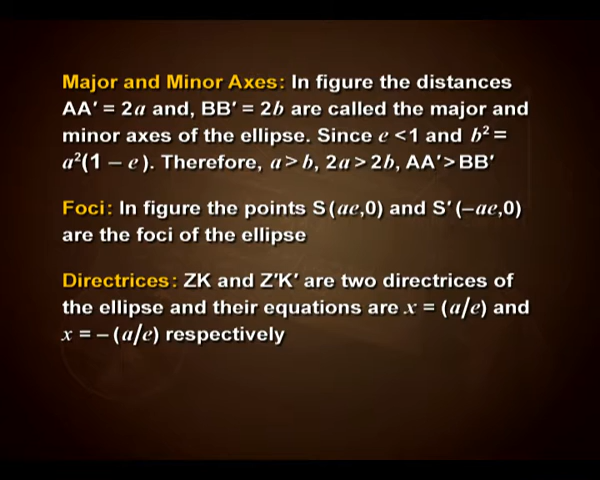 Major and Minor Axes: In figure the distances
AA′ = 2a and, BB′ = 2b are called the major and
minor axes of the ellipse. Since e <1 and b² =
a²(1 – e ). Therefore, a > b, 2a > 2b, AA′> BB′
Foci: In figure the points S (ae,0) and S′ (–ae,0)
are the foci of the ellipse
Directrices: ZK and Z′K′ are two directrices of
the ellipse and their equations are x = (a/e) and
x = – (a/e) respectively